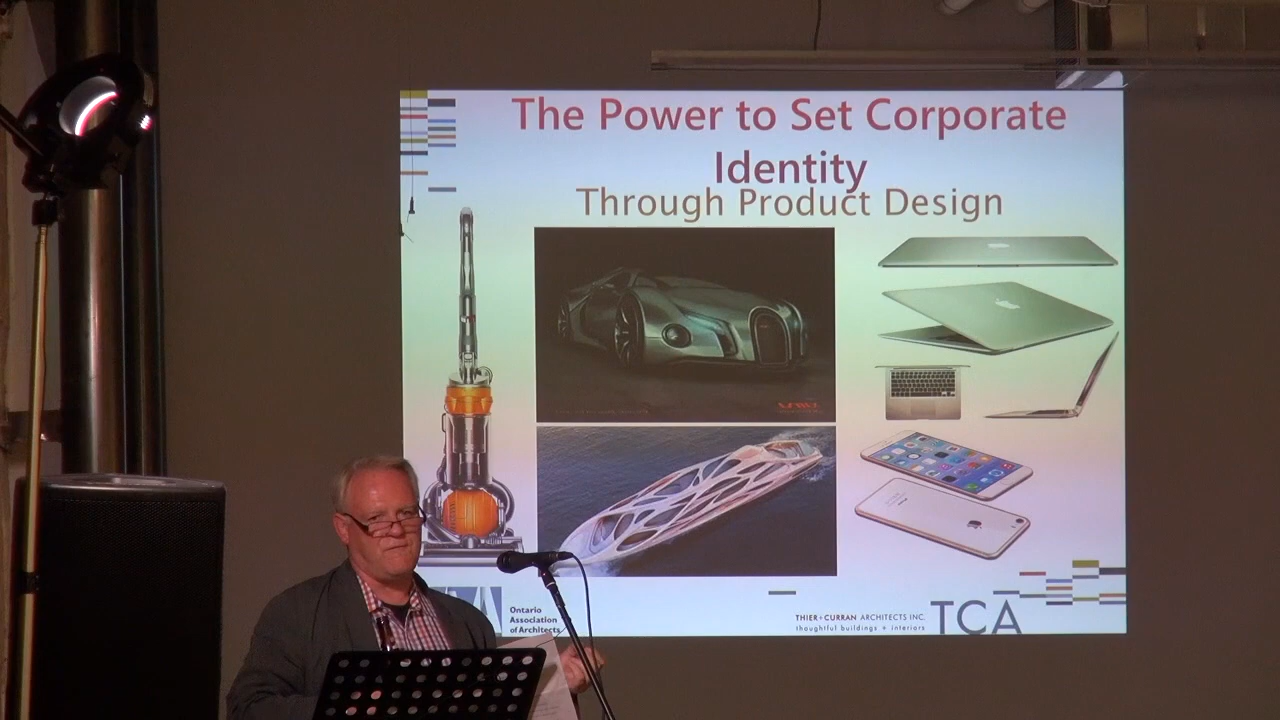 The Power to Set Corporate
Identity
Through Product Design
Ontario
Association
of Architects
THIER + CURRAN ARCHITECTS INC.
thoughtful buildings + interiors
TCA